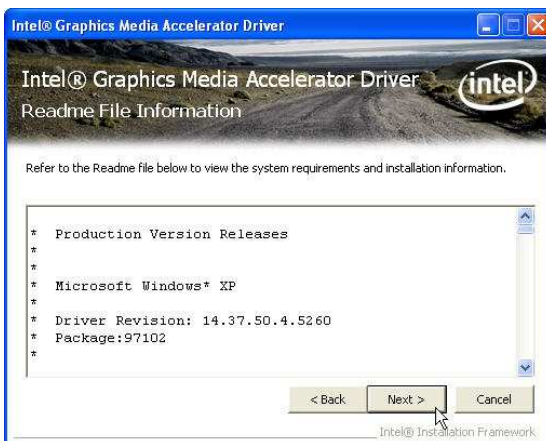 Intel® Graphics Media Accelerator Driver
Intel® Graphics Media Accelerator Driver
Readme File Information
intel
Refer to the Readme file below to view the system requirements and installation information.
* Production Version Releases
*
*
* Microsoft Windows* XP
*
* Driver Revision: 14.37.50.4.5260
* Package:97102
*
< Back
Next >
Cancel
Intel® Installation Framework